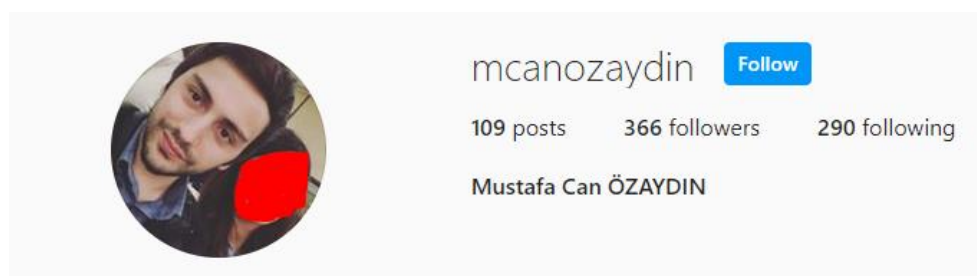 mcanozaydin Follow
109 posts 366 followers 290 following
Mustafa Can ÖZAYDIN